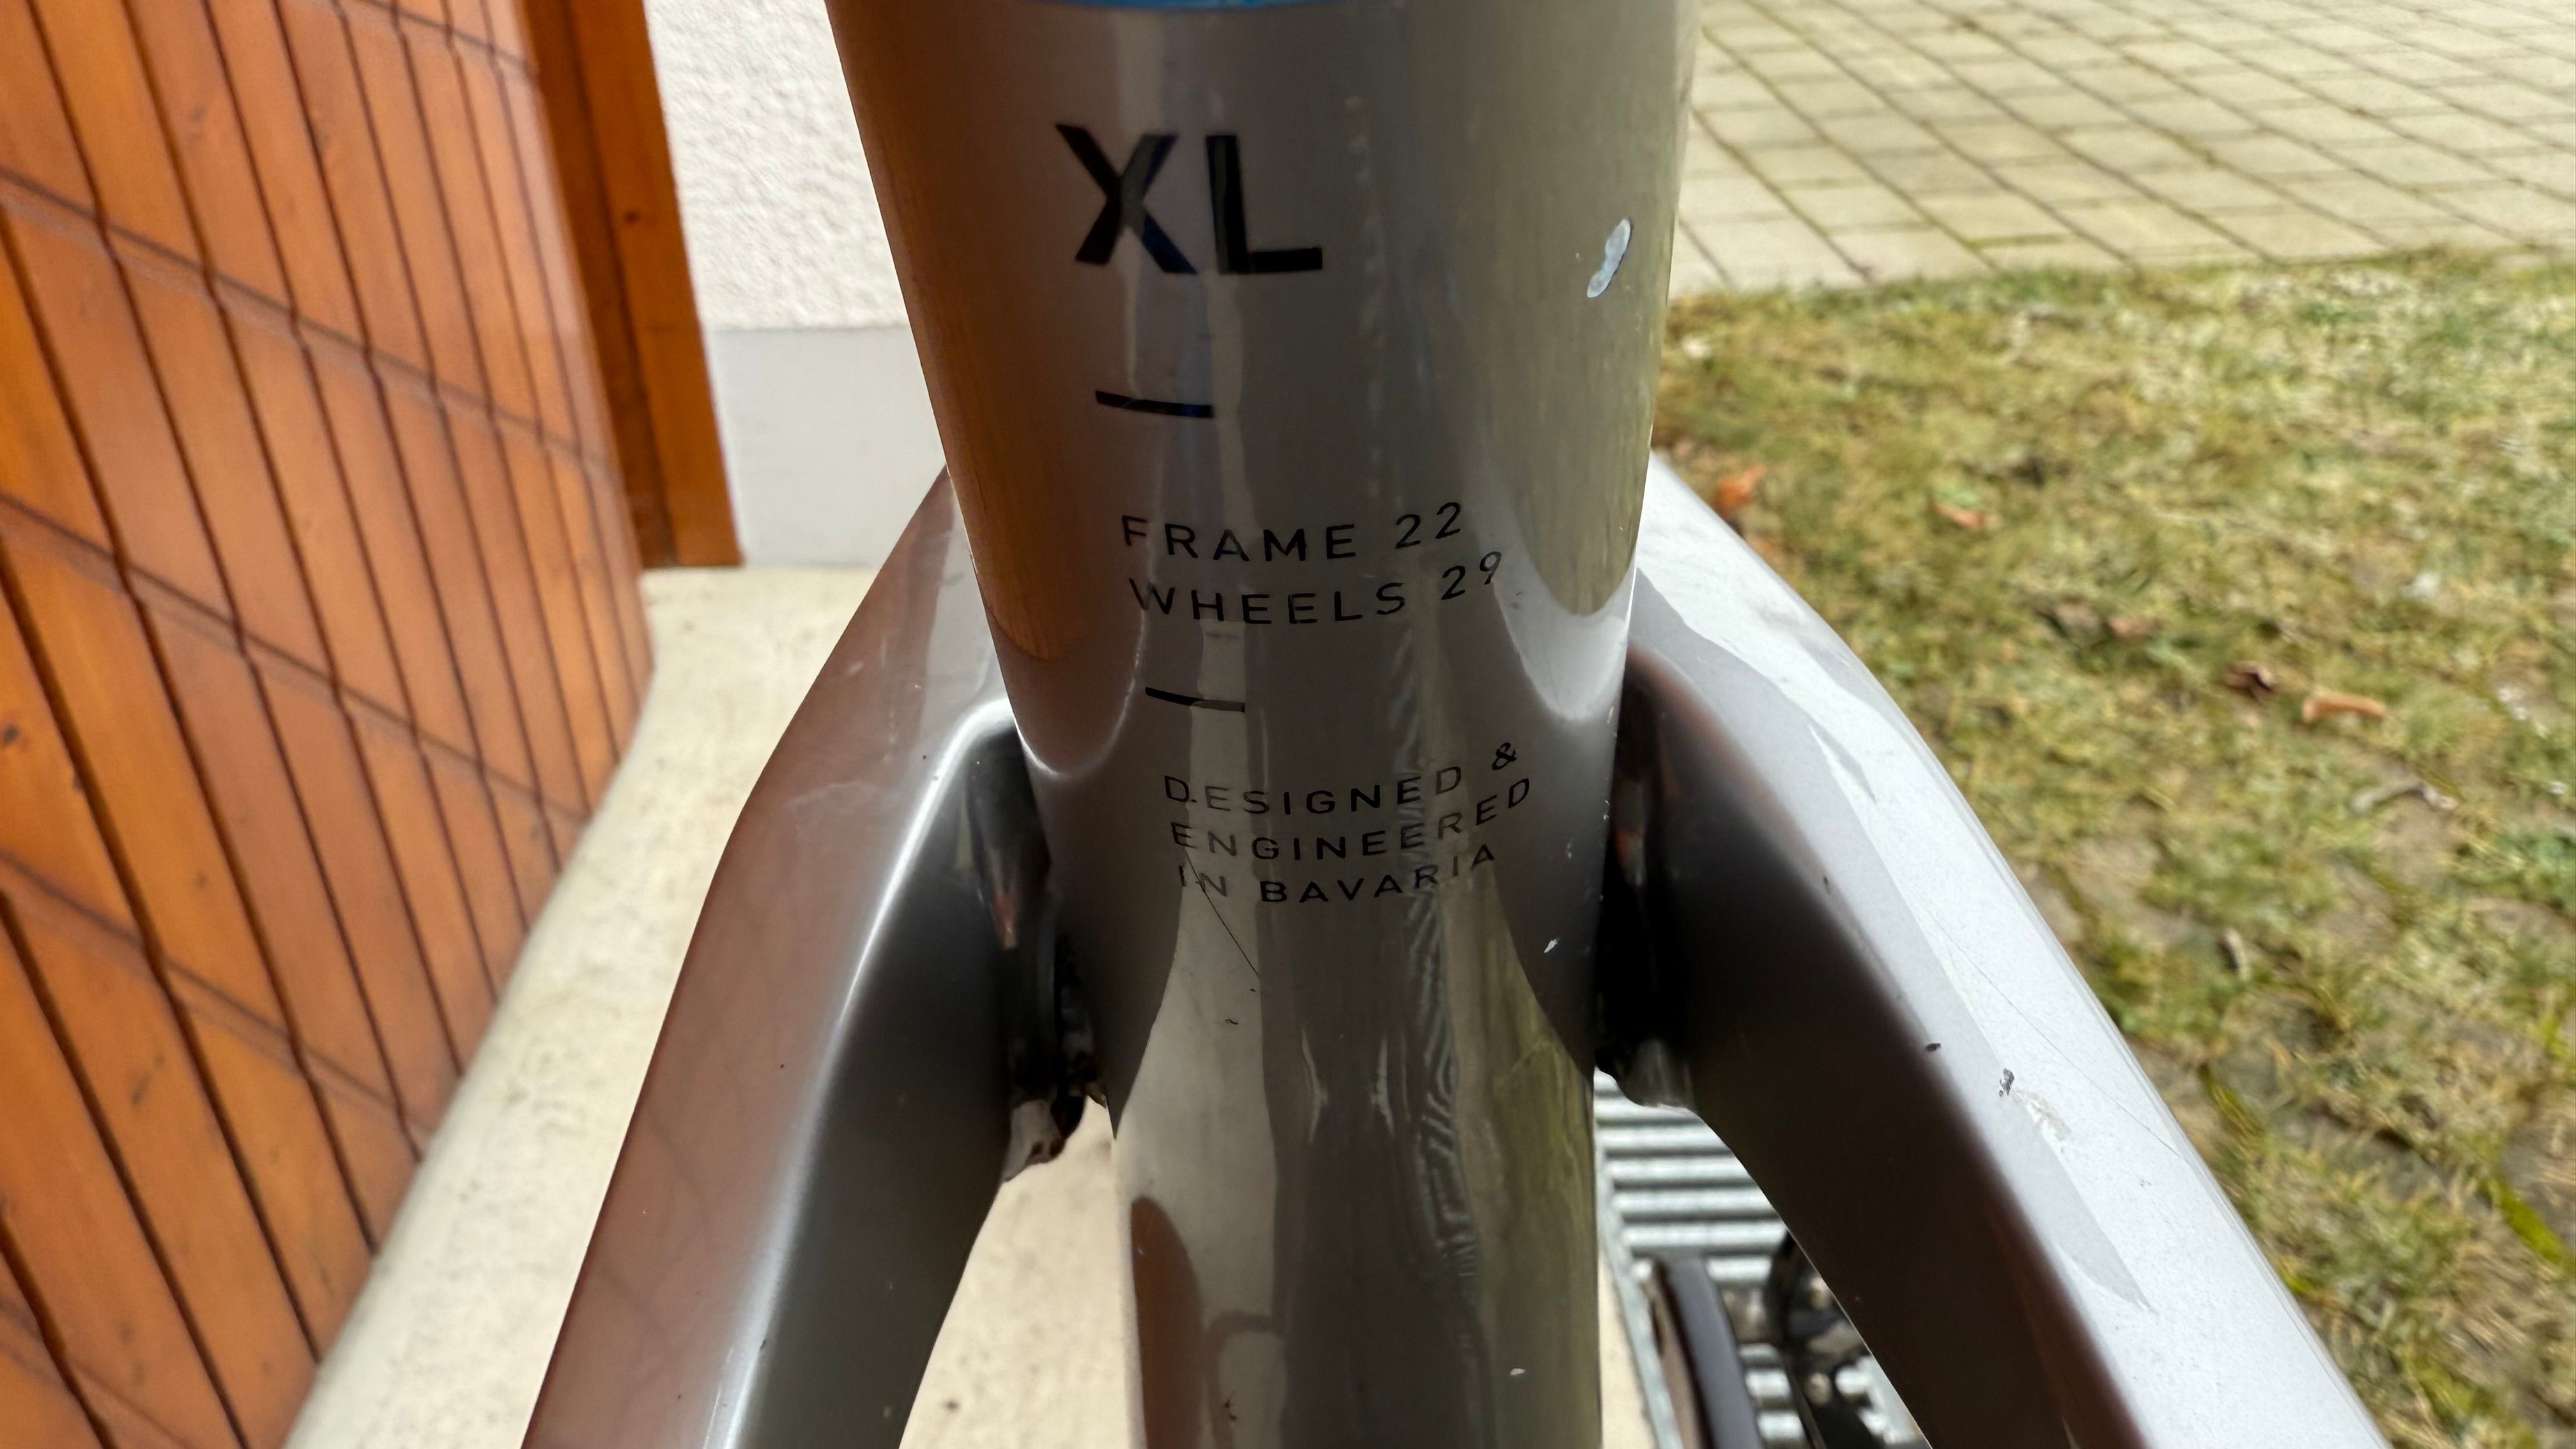 XL
FRAME 22
WHEELS 29
DESIGNED &
ENGINEERED
IN BAVARIA